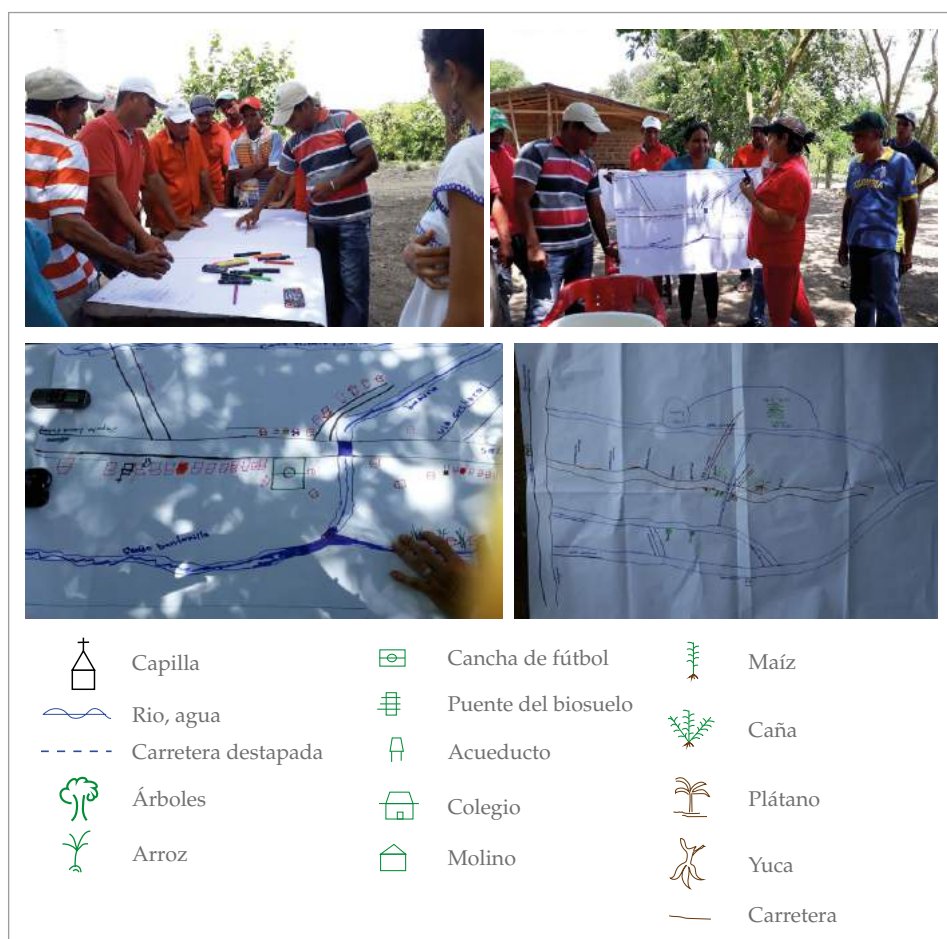 COLOMBIA
Capilla
Rio, agua
Carretera destapada
Árboles
Arroz
Cancha de fútbol
Puente del biosuelo
Acueducto
Colegio
Molino
Maíz
Caña
Plátano
Yuca
Carretera